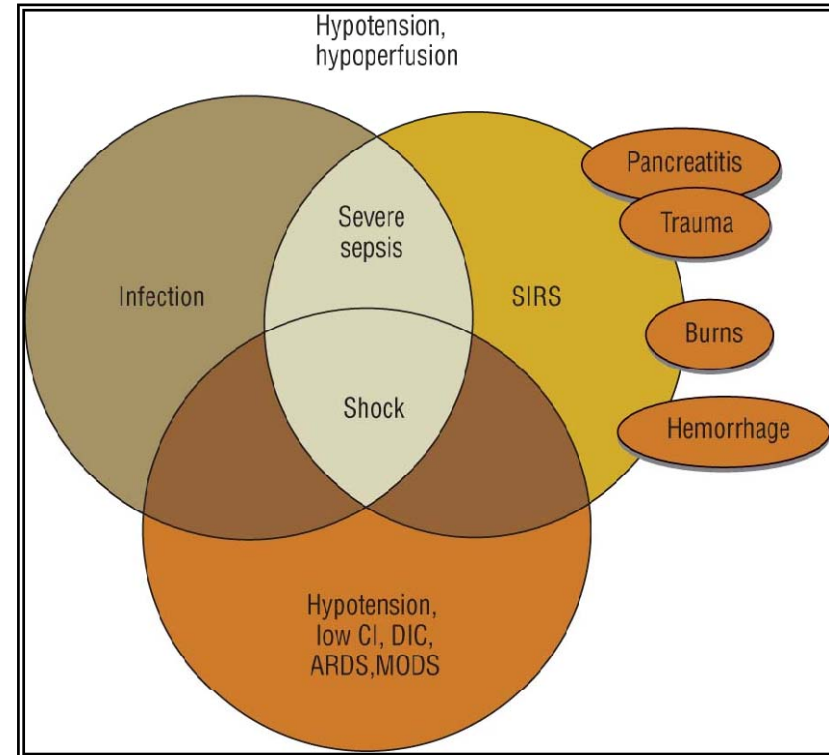 Hypotension,
hypoperfusion
Pancreatitis
Trauma
Severe
sepsis
Infection
SIRS
Burns
Shock
Hemorrhage
Hypotension,
low CI, DIC,
ARDS,MODS